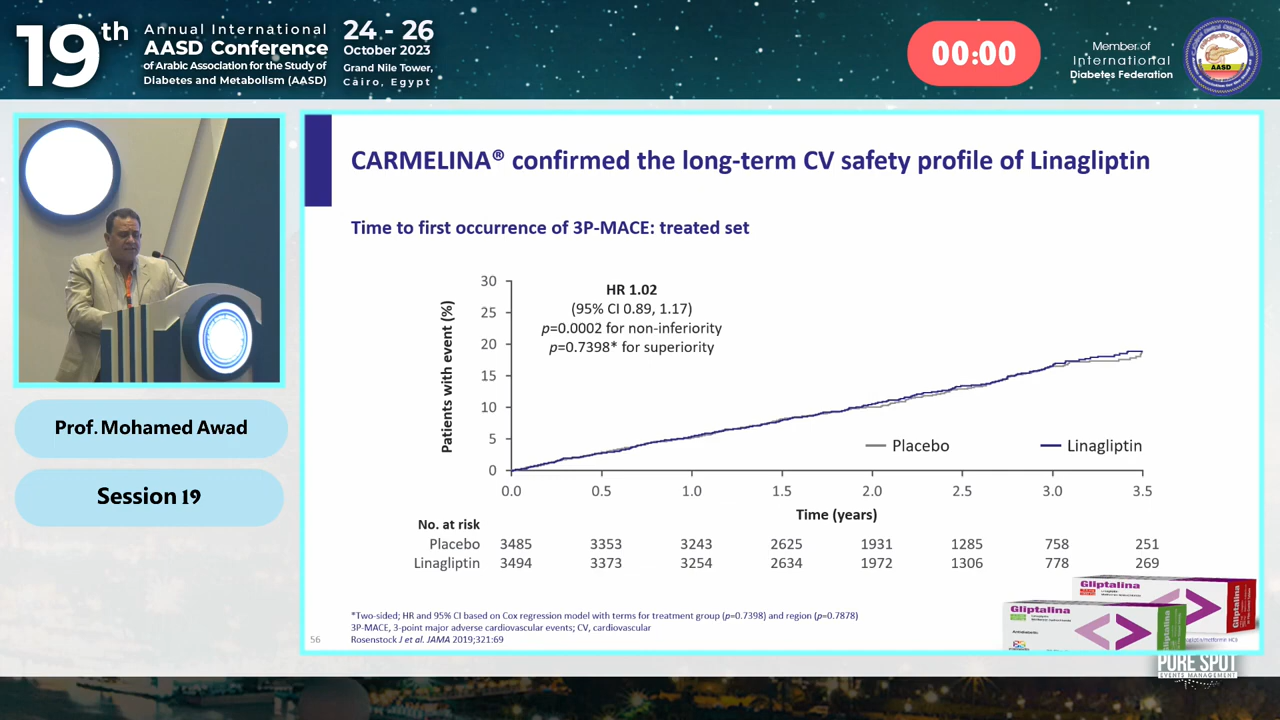 19th
Annual International
AASD Conference
of Arabic Association for the Study of
Diabetes and Metabolism (AASD)
24 - 26
October 2023
Grand Nile Tower,
Cairo, Egypt
00:00
Member of
International
Diabetes Federation
AASD
CARMELINA® confirmed the long-term CV safety profile of Linagliptin
Time to first occurrence of 3P-MACE: treated set
Patients with event (%)
30
25
20
15
10
5
0
HR 1.02
(95% CI 0.89, 1.17)
p=0.0002 for non-inferiority
p=0.7398* for superiority
Placebo
Linagliptin
0.0 0.5 1.0 1.5 2.0 2.5 3.0 3.5
Time (years)
No. at risk
Placebo 3485 3353 3243 2625 1931 1285 758 251
Linagliptin 3494 3373 3254 2634 1972 1306 778 269
*Two-sided; HR and 95% CI based on Cox regression model with terms for treatment group (p=0.7398) and region (p=0.7878)
3P-MACE, 3-point major adverse cardiovascular events; CV, cardiovascular
Rosenstock J et al. JAMA 2019;321:69
56
Gliptalina
Gliptalina
Prof. Mohamed Awad
Session 19
PURE SPOT
EVENTS MANAGEMENT